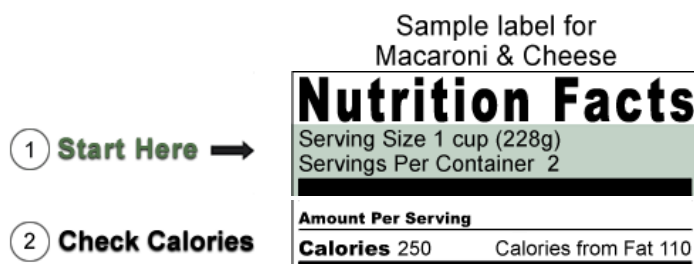 Sample label for
Macaroni & Cheese
Nutrition Facts
1 Start Here
Serving Size 1 cup (228g)
Servings Per Container 2
Amount Per Serving
2 Check Calories
Calories 250 Calories from Fat 110